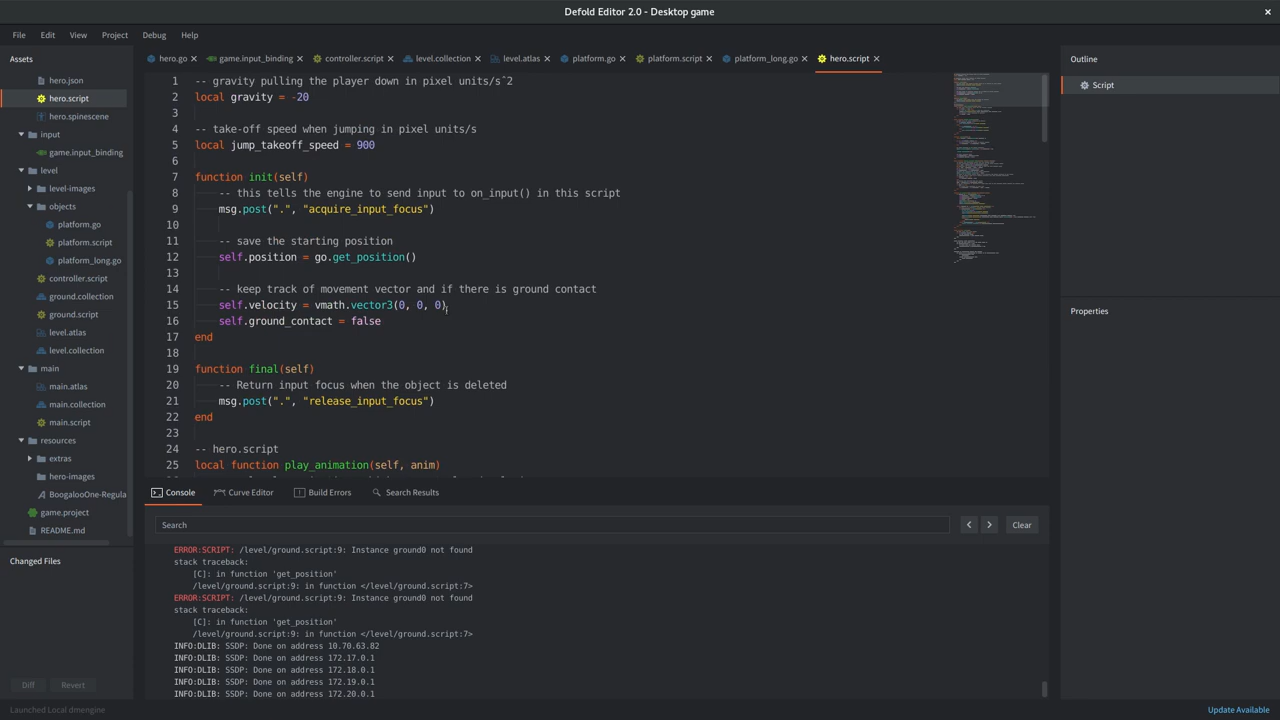 Defold Editor 2.0 - Desktop game
File Edit View Project Debug Help
Assets
hero.go game.input_binding controller.script level.collection level.atlas platform.go platform.script platform_long.go hero.script
Outline
Script
Properties
hero.json
hero.script
hero.spinescene
input
game.input_binding
level
level-images
objects
platform.go
platform.script
platform_long.go
controller.script
ground.collection
ground.script
level.atlas
level.collection
main
main.atlas
main.collection
main.script
resources
extras
hero-images
BoogalooOne-Regula
game.project
README.md
Changed Files
Diff Revert
1 -- gravity pulling the player down in pixel units/sˆ2
2 local gravity = -20
3
4 -- take-off speed when jumping in pixel units/s
5 local jump_takeoff_speed = 900
6
7 function init(self)
8 -- this tells the engine to send input to on_input() in this script
9 msg.post(".", "acquire_input_focus")
10
11 -- save the starting position
12 self.position = go.get_position()
13
14 -- keep track of movement vector and if there is ground contact
15 self.velocity = vmath.vector3(0, 0, 0)
16 self.ground_contact = false
17 end
18
19 function final(self)
20 -- Return input focus when the object is deleted
21 msg.post(".", "release_input_focus")
22 end
23
24 -- hero.script
25 local function play_animation(self, anim)
Console Curve Editor Build Errors Search Results
Search
Clear
ERROR:SCRIPT: /level/ground.script:9: Instance ground0 not found
stack traceback:
[C]: in function 'get_position'
/level/ground.script:9: in function </level/ground.script:7>
ERROR:SCRIPT: /level/ground.script:9: Instance ground0 not found
stack traceback:
[C]: in function 'get_position'
/level/ground.script:9: in function </level/ground.script:7>
INFO:DLIB: SSDP: Done on address 10.70.63.82
INFO:DLIB: SSDP: Done on address 172.17.0.1
INFO:DLIB: SSDP: Done on address 172.18.0.1
INFO:DLIB: SSDP: Done on address 172.19.0.1
INFO:DLIB: SSDP: Done on address 172.20.0.1
Launched Local dmengine
Update Available